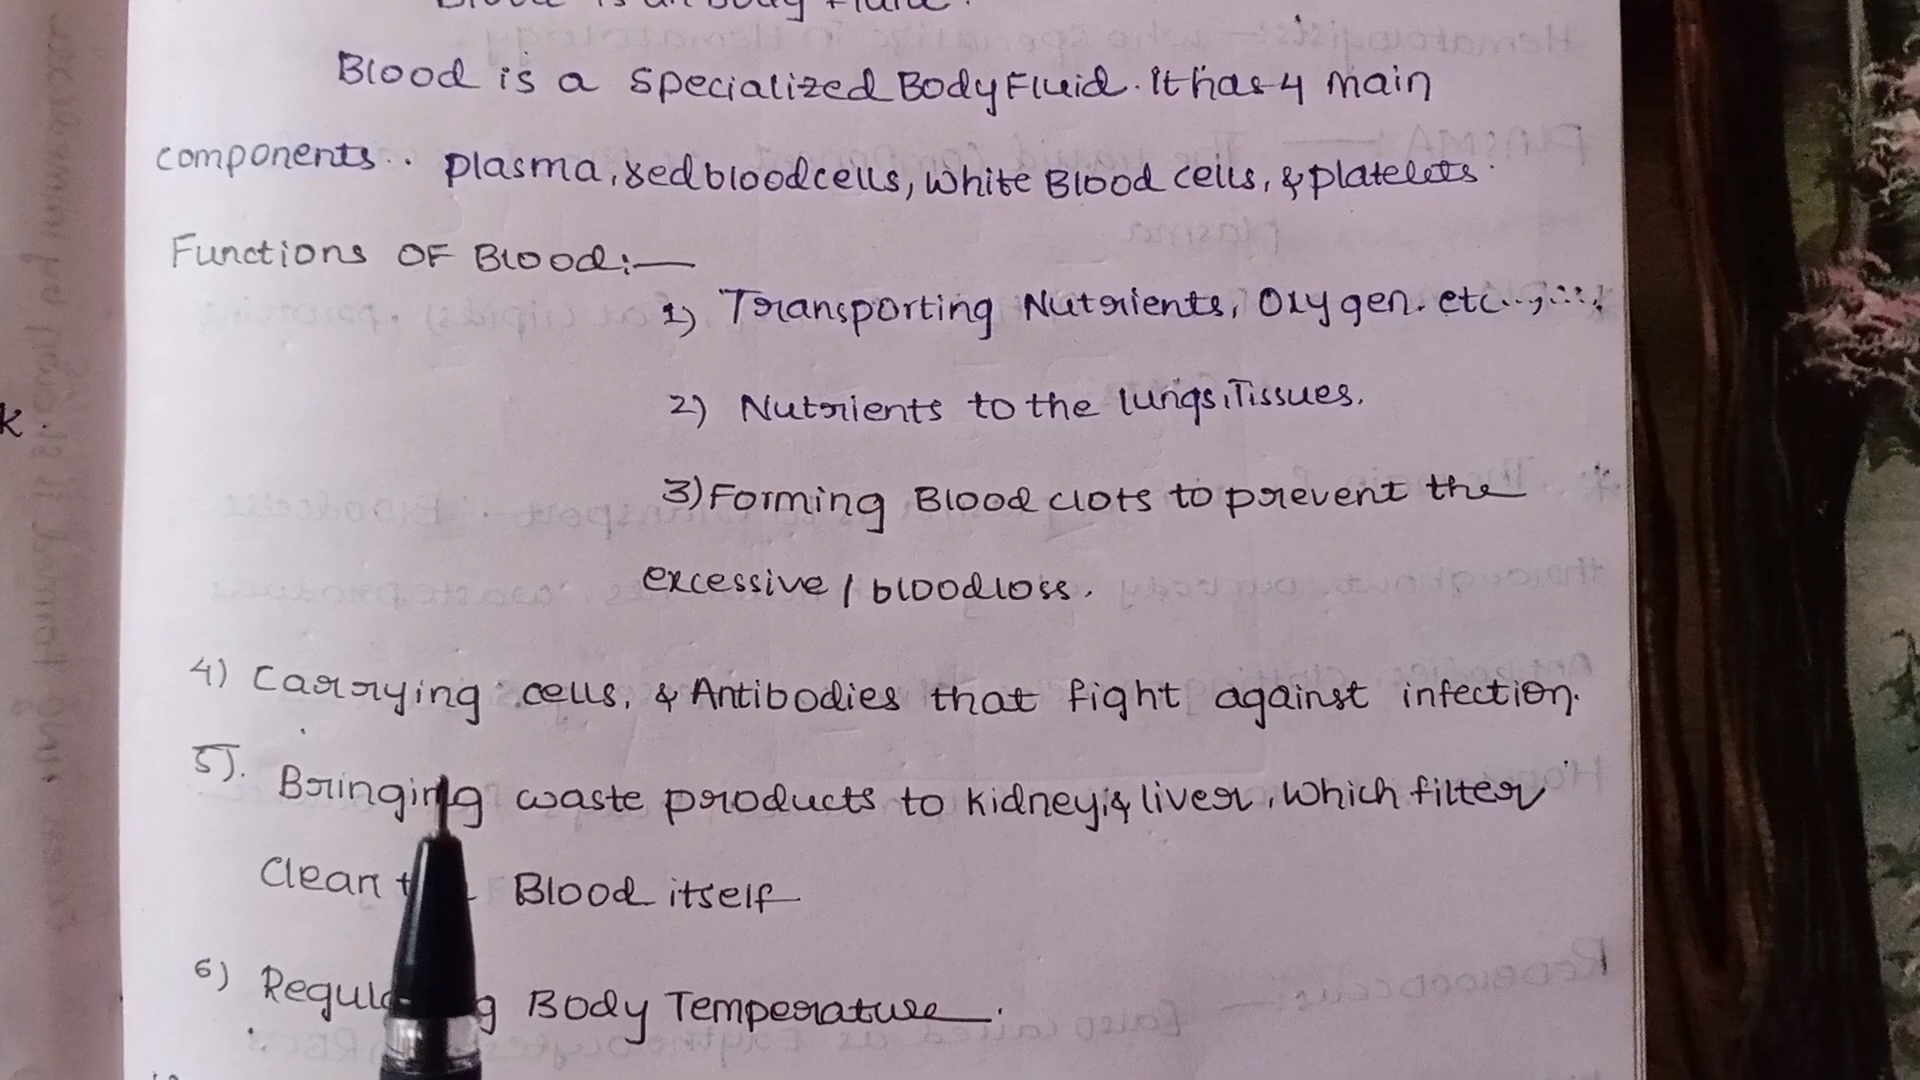 Blood is a specialized Body Fluid. It has 4 main
components.. plasma, red bloodcells, White Blood cells, & platelets.
Functions OF Blood:—
1) Transporting Nutrients, Oxygen. etc..,...
2) Nutrients to the lungs, Tissues.
3) Forming Blood clots to prevent the
excessive / bloodloss.
4) Carrying cells, & Antibodies that fight against infection.
5). Bringing waste products to kidney, & liver, Which filter
Clean Blood itself
6) Body Temperature.